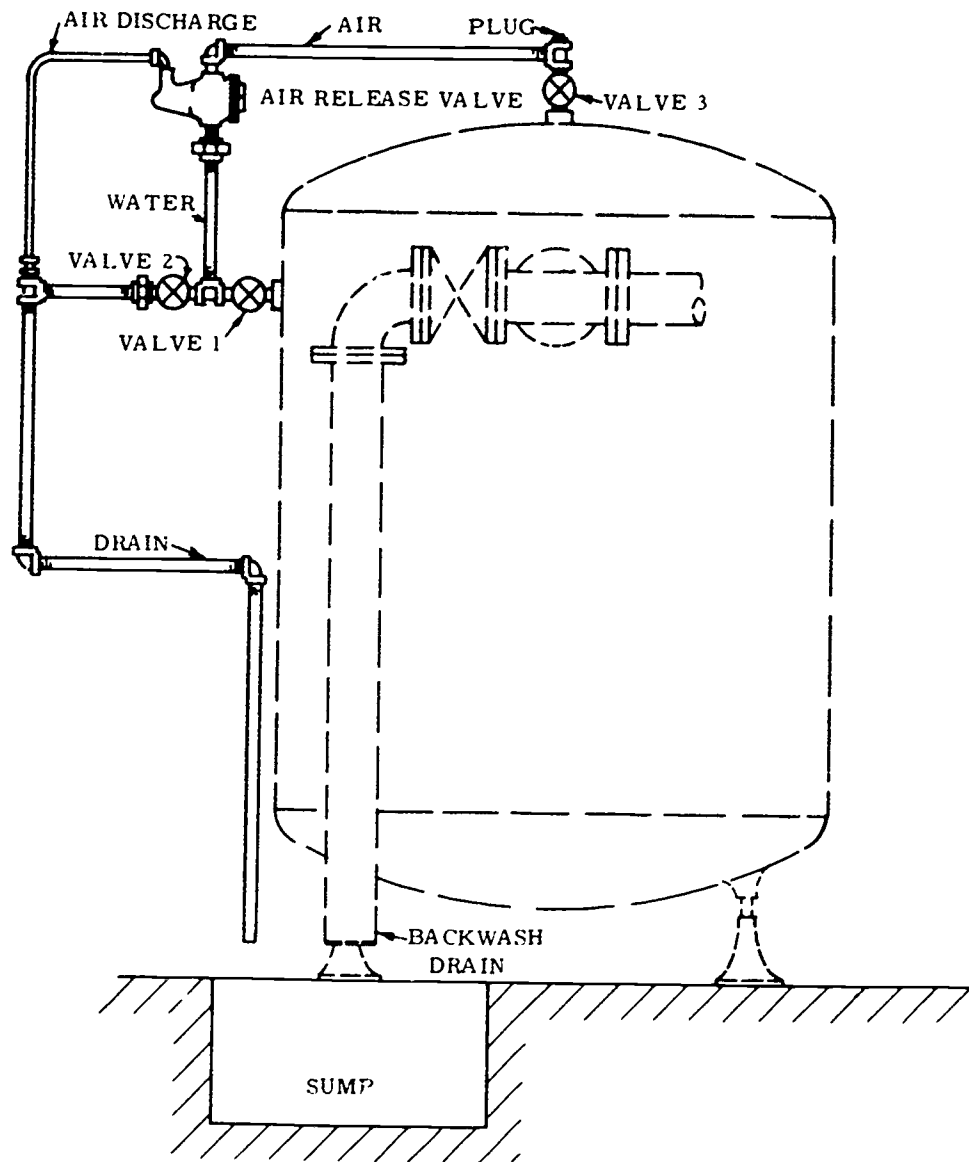 AIR DISCHARGE
AIR
PLUG
AIR RELEASE VALVE
VALVE 3
WATER
VALVE 2
VALVE 1
DRAIN
BACKWASH
DRAIN
SUMP